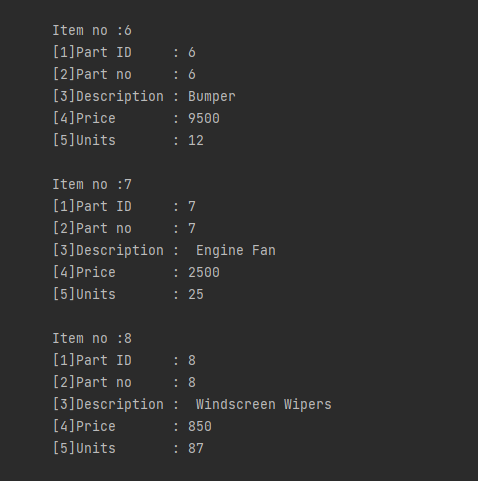 Item no :6
[1]Part ID     : 6
[2]Part no     : 6
[3]Description : Bumper
[4]Price       : 9500
[5]Units       : 12

Item no :7
[1]Part ID     : 7
[2]Part no     : 7
[3]Description :  Engine Fan
[4]Price       : 2500
[5]Units       : 25

Item no :8
[1]Part ID     : 8
[2]Part no     : 8
[3]Description :  Windscreen Wipers
[4]Price       : 850
[5]Units       : 87